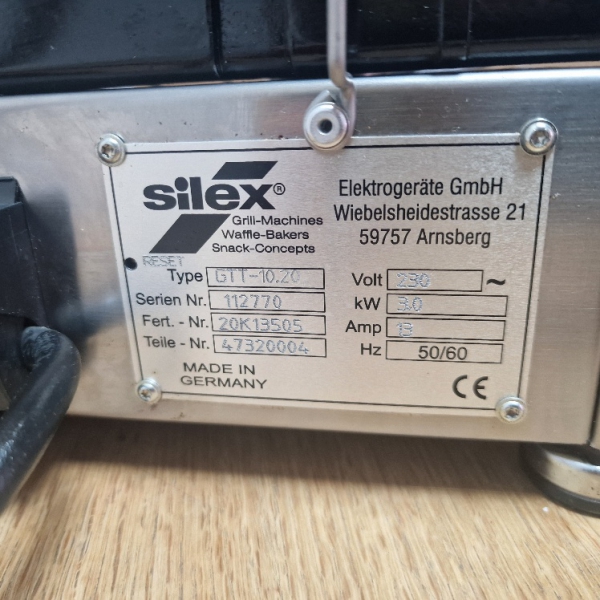 silex®
Grill-Machines
Waffle-Bakers
Snack-Concepts
Elektrogeräte GmbH
Wiebelsheidestrasse 21
59757 Arnsberg
RESET
Type GTT-10.20
Serien Nr. 112770
Fert. - Nr. 20K13505
Teile - Nr. 47320004
Volt 230 ~
kW 3.0
Amp 13
Hz 50/60
MADE IN
GERMANY
CE